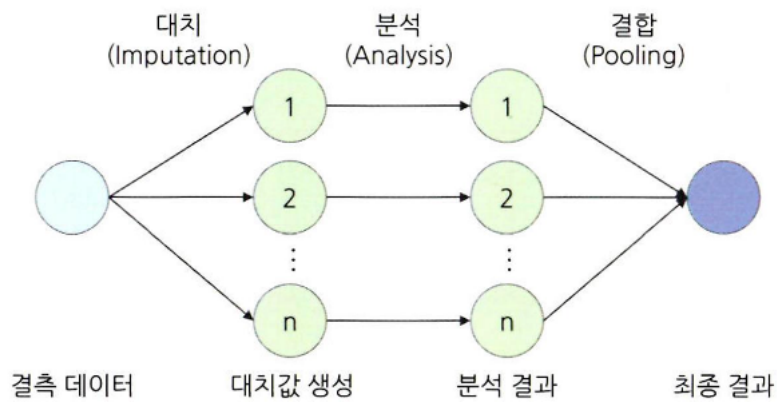 대치
(Imputation)
분석
(Analysis)
결합
(Pooling)
1
1
2
2
⋮
⋮
n
n
결측 데이터
대치값 생성
분석 결과
최종 결과